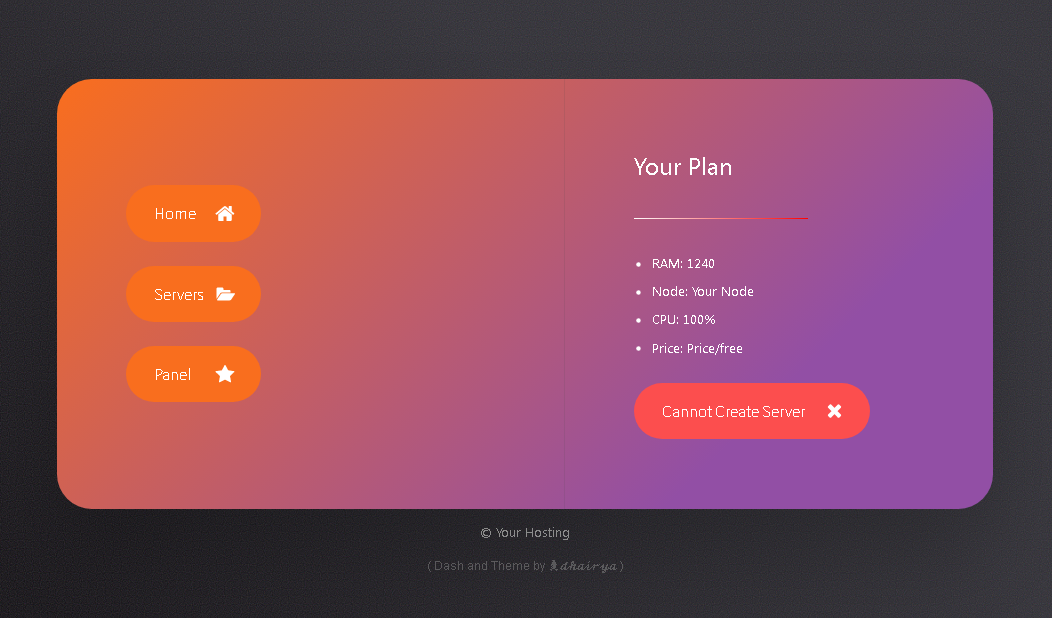 Home
Servers
Panel
Your Plan
RAM: 1240
Node: Your Node
CPU: 100%
Price: Price/free
Cannot Create Server
© Your Hosting
( Dash and Theme by dhairya )